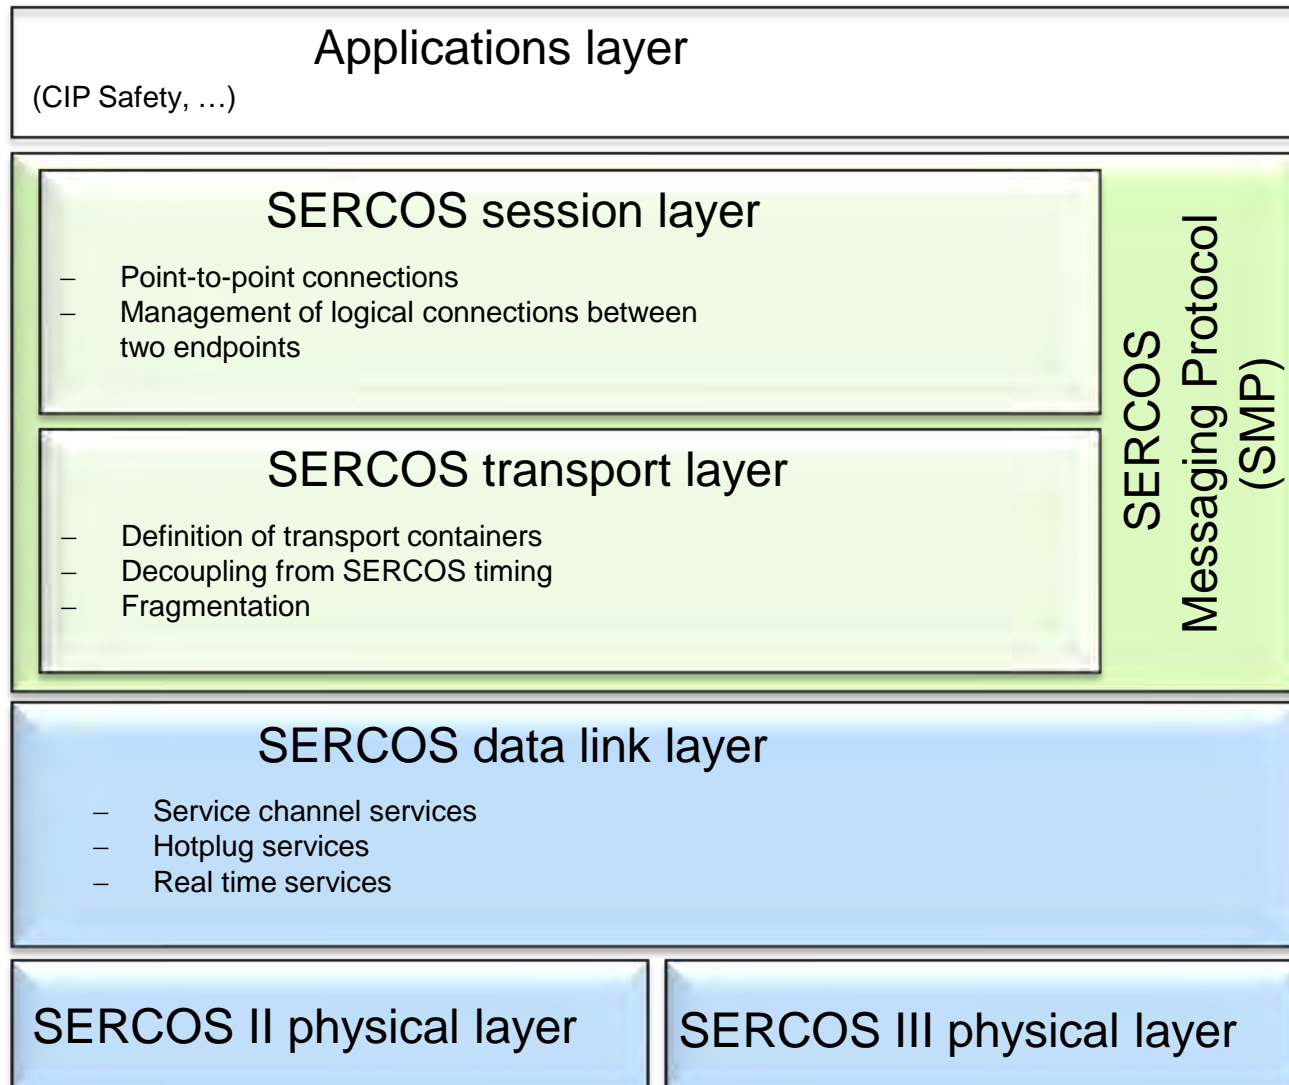 Applications layer
(CIP Safety, …)
SERCOS session layer
– Point-to-point connections
– Management of logical connections between
two endpoints
SERCOS transport layer
– Definition of transport containers
– Decoupling from SERCOS timing
– Fragmentation
SERCOS
Messaging Protocol
(SMP)
SERCOS data link layer
– Service channel services
– Hotplug services
– Real time services
SERCOS II physical layer
SERCOS III physical layer